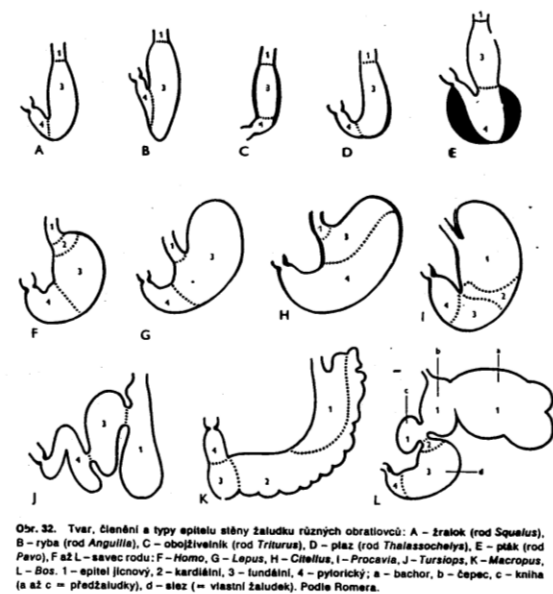 1 1 1 1 1
3 3 3 3 3
4 4 4 4 4
A B C D E
1 2 3 4 1 3 4 1 3 4 1 2 3 4
F G H I
b a
c
1 3 4 1 4 3 2 1 1 1 2 3 4 d
J K L
Obr. 32. Tvar, členění a typy epitelu stěny žaludku různých obratlovců: A – žralok (rod Squalus),
B – ryba (rod Anguilla), C – obojživelník (rod Triturus), D – plaz (rod Thalassochelys), E – pták (rod
Pavo), F až L – savec rodu: F – Homo, G – Lepus, H – Citellus, I – Procavia, J – Tursiops, K – Macropus,
L – Bos. 1 – epitel jícnový, 2 – kardiální, 3 – fundální, 4 – pylorický; a – bachor, b – čepec, c – kniha
(a až c = předžaludky), d – slez (= vlastní žaludek). Podle Romera.